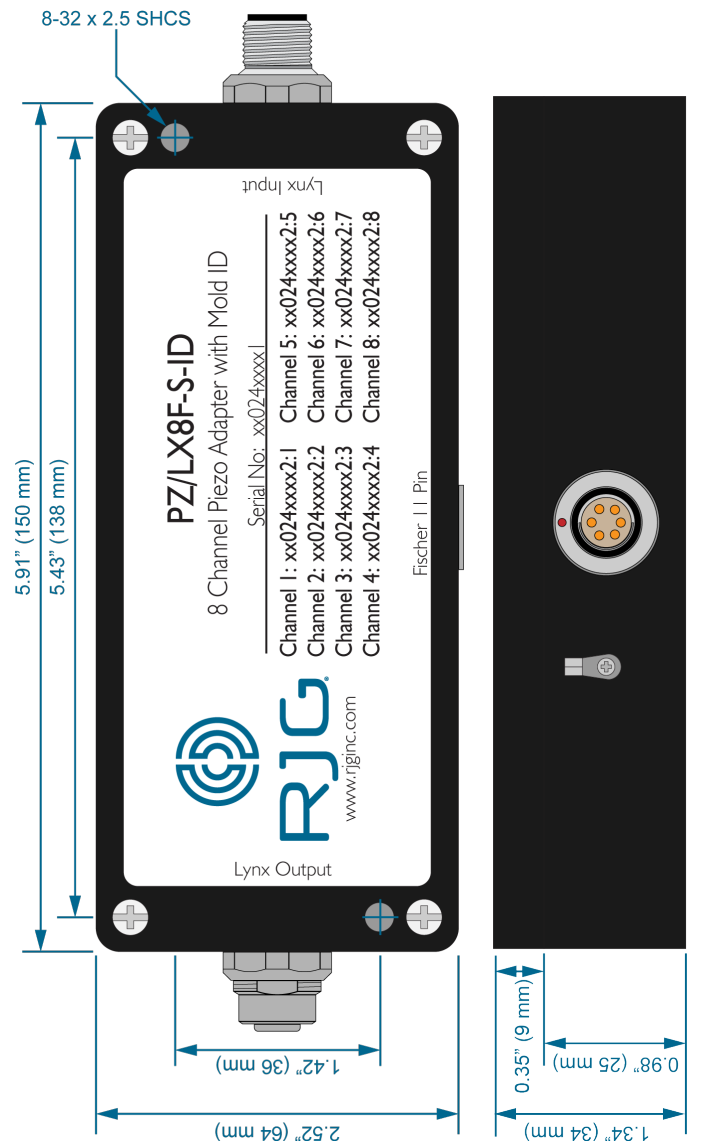 8-32 x 2.5 SHCS
Lynx Input
PZ/LX8F-S-ID
8 Channel Piezo Adapter with Mold ID
Serial No: xx024xxxx1
Channel 1: xx024xxxx2:1 Channel 5: xx024xxxx2:5
Channel 2: xx024xxxx2:2 Channel 6: xx024xxxx2:6
Channel 3: xx024xxxx2:3 Channel 7: xx024xxxx2:7
Channel 4: xx024xxxx2:4 Channel 8: xx024xxxx2:8
Fischer 11 Pin
RJG
www.rjginc.com
Lynx Output
5.91” (150 mm)
5.43” (138 mm)
1.42” (36 mm)
2.52” (64 mm)
0.35” (9 mm)
0.98” (25 mm)
1.34” (34 mm)